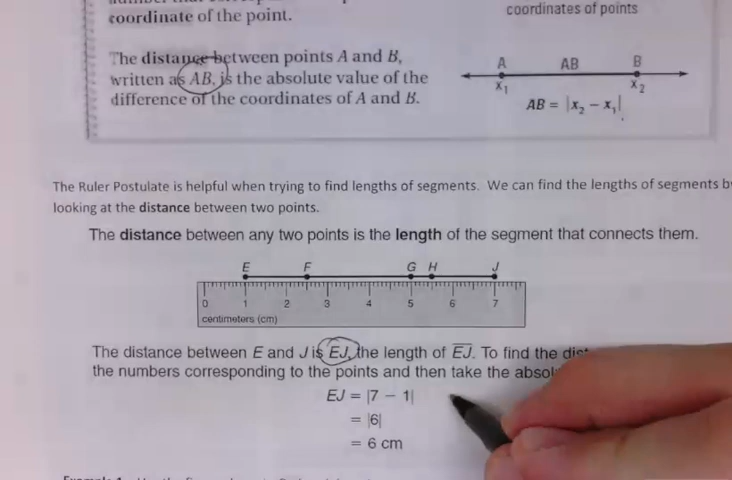 coordinate of the point.
coordinates of points
The distance between points A and B,
written as AB, is the absolute value of the
difference of the coordinates of A and B.
A AB B
x₁ x₂
AB = |x₂ − x₁|
The Ruler Postulate is helpful when trying to find lengths of segments. We can find the lengths of segments
looking at the distance between two points.
The distance between any two points is the length of the segment that connects them.
E F G H J
0 1 2 3 4 5 6 7
centimeters (cm)
The distance between E and J is EJ, the length of E̅J̅. To find the
the numbers corresponding to the points and then take the
EJ = |7 − 1|
= |6|
= 6 cm